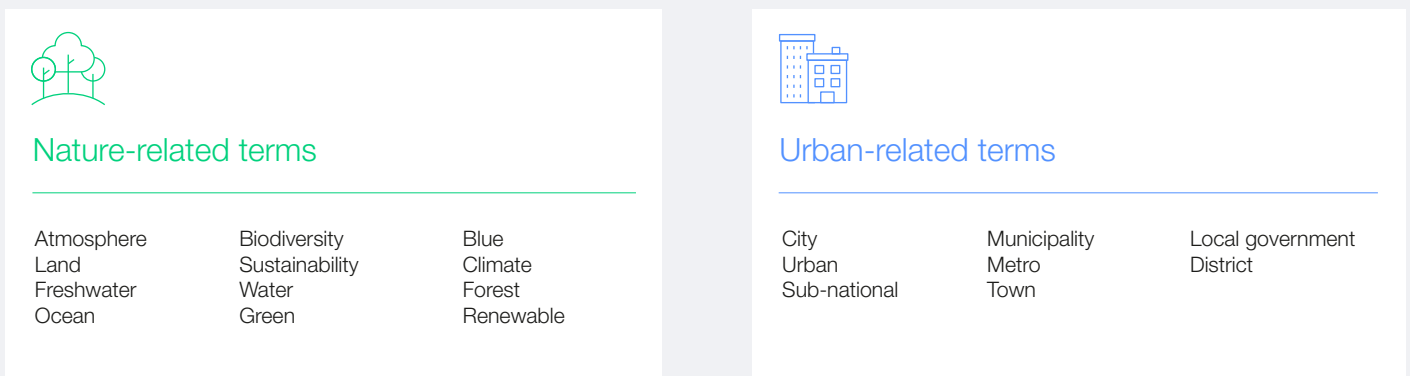 Nature-related terms
Atmosphere
Land
Freshwater
Ocean
Biodiversity
Sustainability
Water
Green
Blue
Climate
Forest
Renewable
Urban-related terms
City
Urban
Sub-national
Municipality
Metro
Town
Local government
District